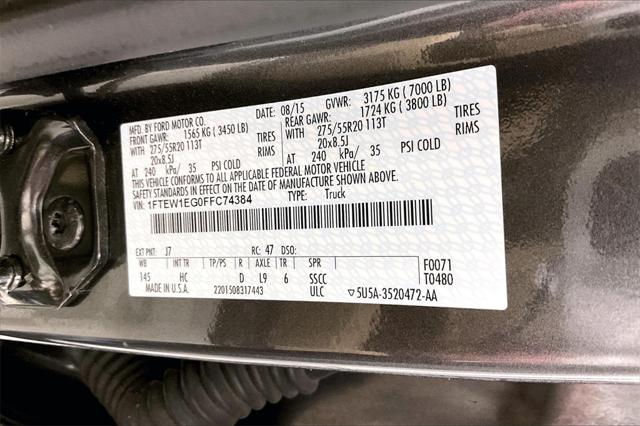 MFD. BY FORD MOTOR CO. DATE: 08/15 GVWR: 3175 KG ( 7000 LB)
FRONT GAWR: 1565 KG ( 3450 LB) REAR GAWR: 1724 KG ( 3800 LB)
WITH 275/55R20 113T TIRES WITH 275/55R20 113T TIRES
20x8.5J RIMS 20x8.5J RIMS
AT 240 kPa/ 35 PSI COLD AT 240 kPa/ 35 PSI COLD
THIS VEHICLE CONFORMS TO ALL APPLICABLE FEDERAL MOTOR VEHICLE
SAFETY STANDARDS IN EFFECT ON THE DATE OF MANUFACTURE SHOWN ABOVE.
VIN: 1FTEW1EG0FFC74384 TYPE: Truck
EXT PNT: J7 RC: 47 DSO:
WB HC TP/PS R AXLE TR SPR F0071
145 HC D L9 6 SSCC T0480
MADE IN U.S.A. 2201508317443 ULC 5U5A-3520472-AA